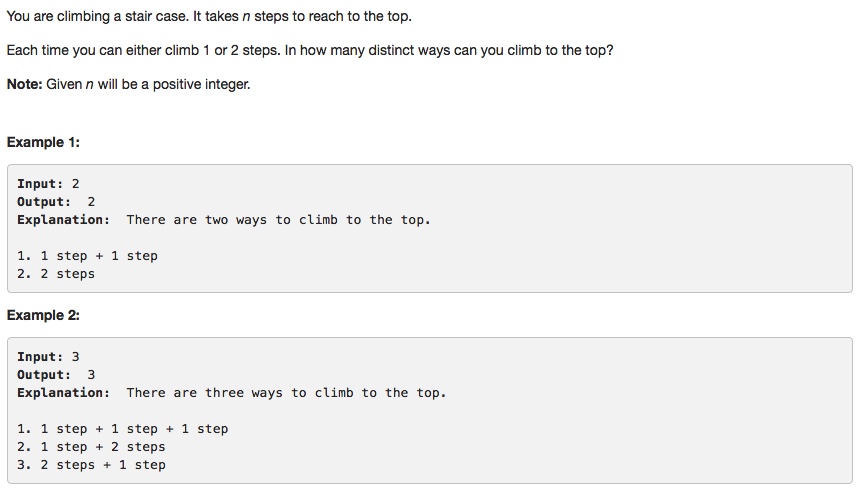 You are climbing a stair case. It takes n steps to reach to the top.
Each time you can either climb 1 or 2 steps. In how many distinct ways can you climb to the top?
Note: Given n will be a positive integer.
Example 1:
Input: 2
Output:  2
Explanation:  There are two ways to climb to the top.
1. 1 step + 1 step
2. 2 steps
Example 2:
Input: 3
Output:  3
Explanation:  There are three ways to climb to the top.
1. 1 step + 1 step + 1 step
2. 1 step + 2 steps
3. 2 steps + 1 step